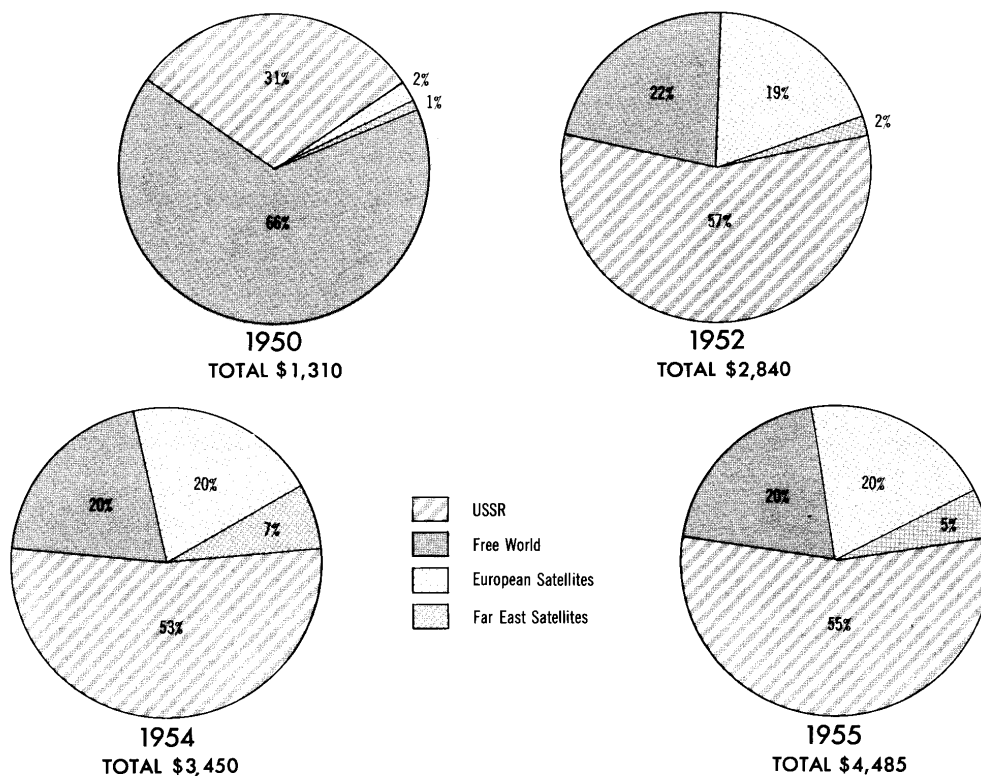 31%
2%
1%
66%
1950
TOTAL $1,310
22%
19%
2%
57%
1952
TOTAL $2,840
20%
20%
7%
53%
1954
TOTAL $3,450
USSR
Free World
European Satellites
Far East Satellites
20%
20%
5%
55%
1955
TOTAL $4,485